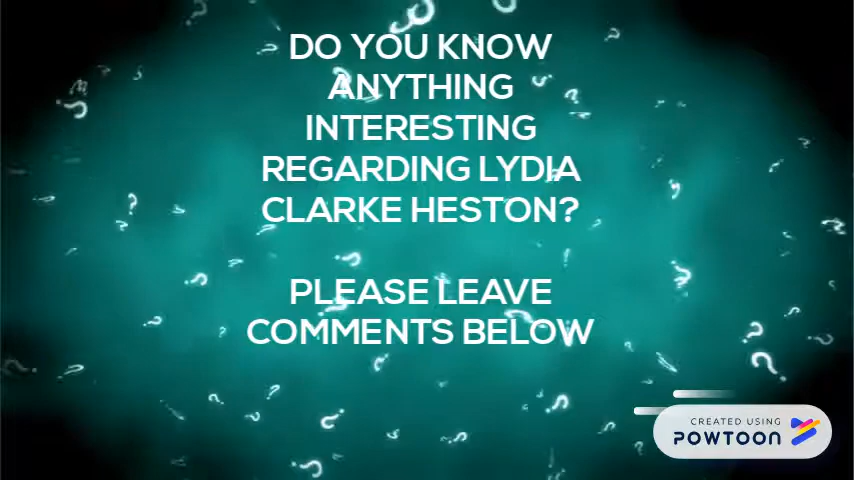 DO YOU KNOW
ANYTHING
INTERESTING
REGARDING LYDIA
CLARKE HESTON?
PLEASE LEAVE
COMMENTS BELOW
CREATED USING
POWTOON